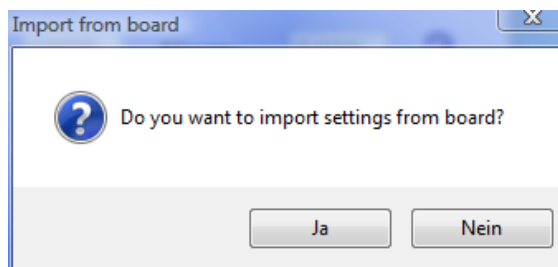 Import from board
Do you want to import settings from board?
Ja
Nein